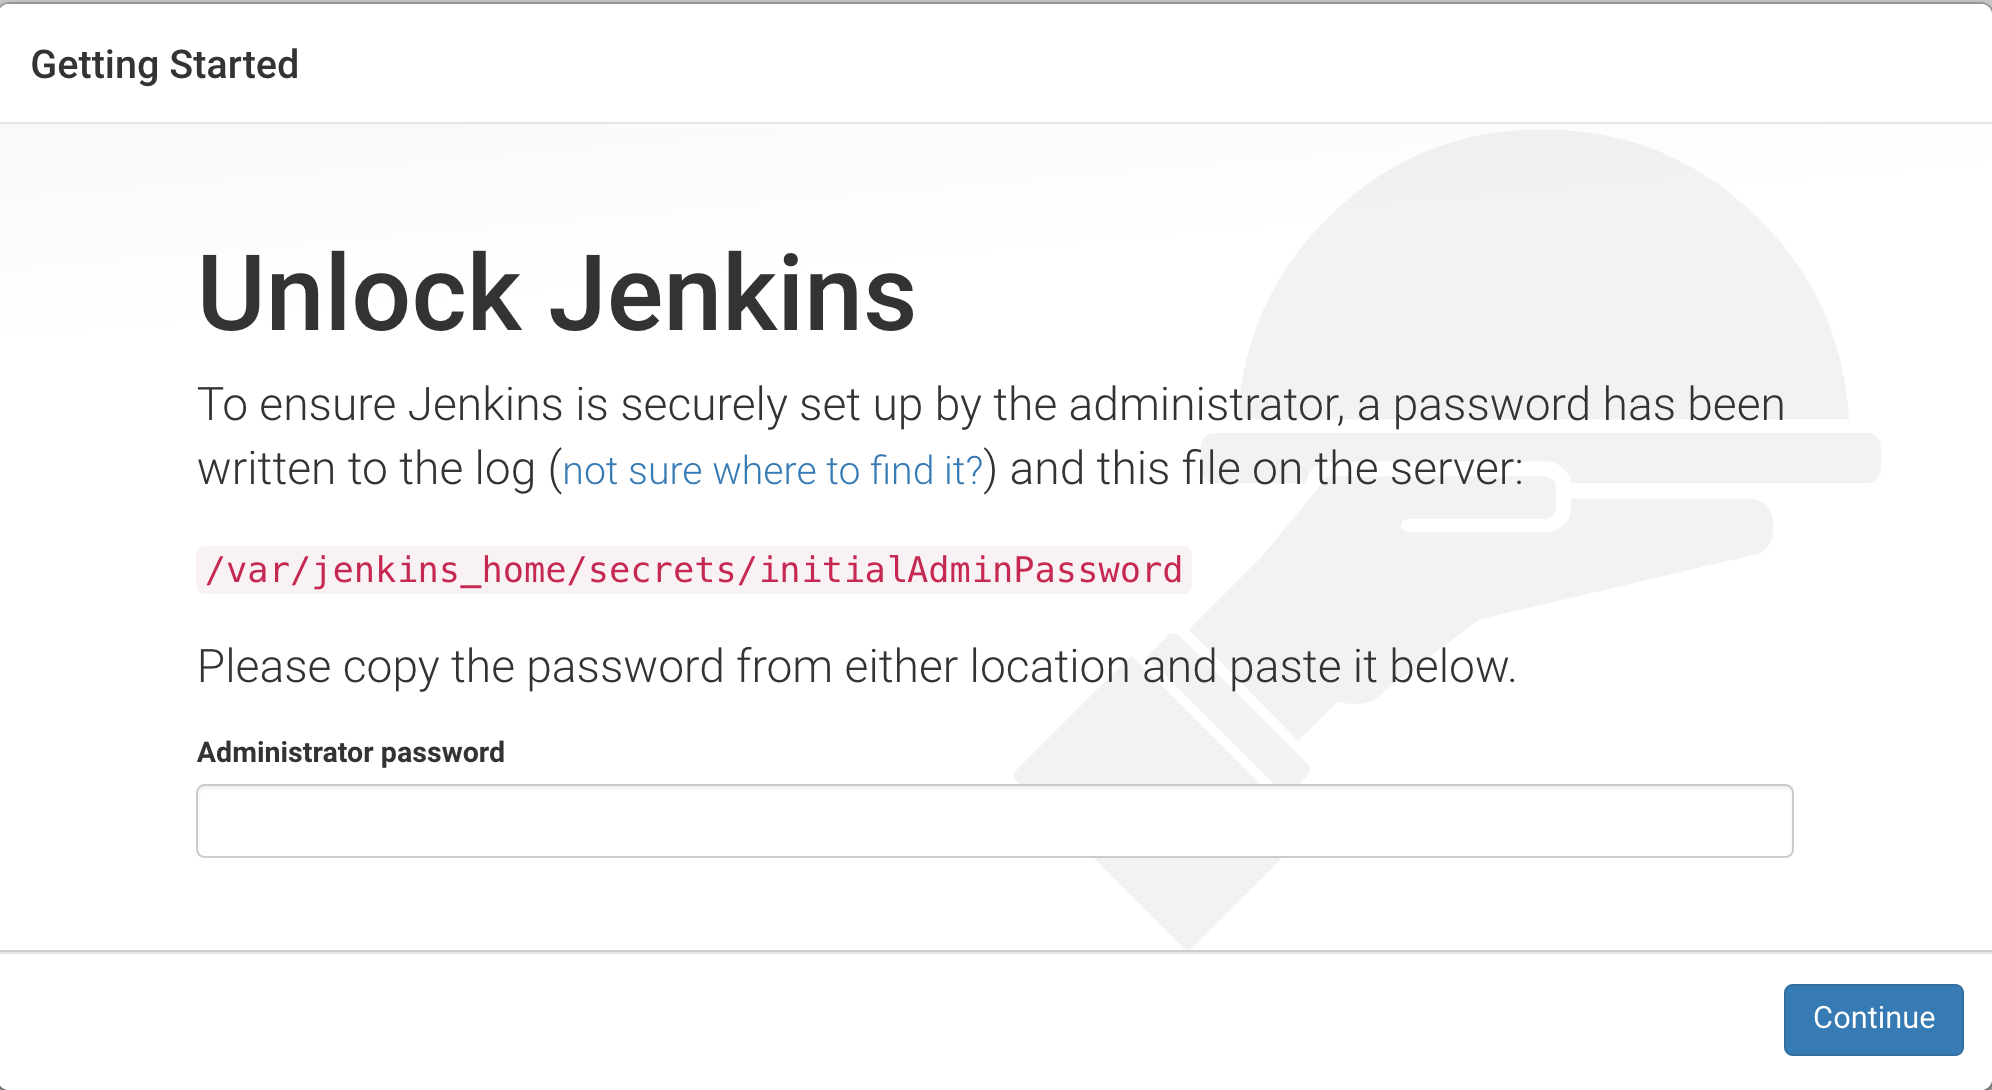 Getting Started
Unlock Jenkins
To ensure Jenkins is securely set up by the administrator, a password has been
written to the log (not sure where to find it?) and this file on the server:
/var/jenkins_home/secrets/initialAdminPassword
Please copy the password from either location and paste it below.
Administrator password
Continue